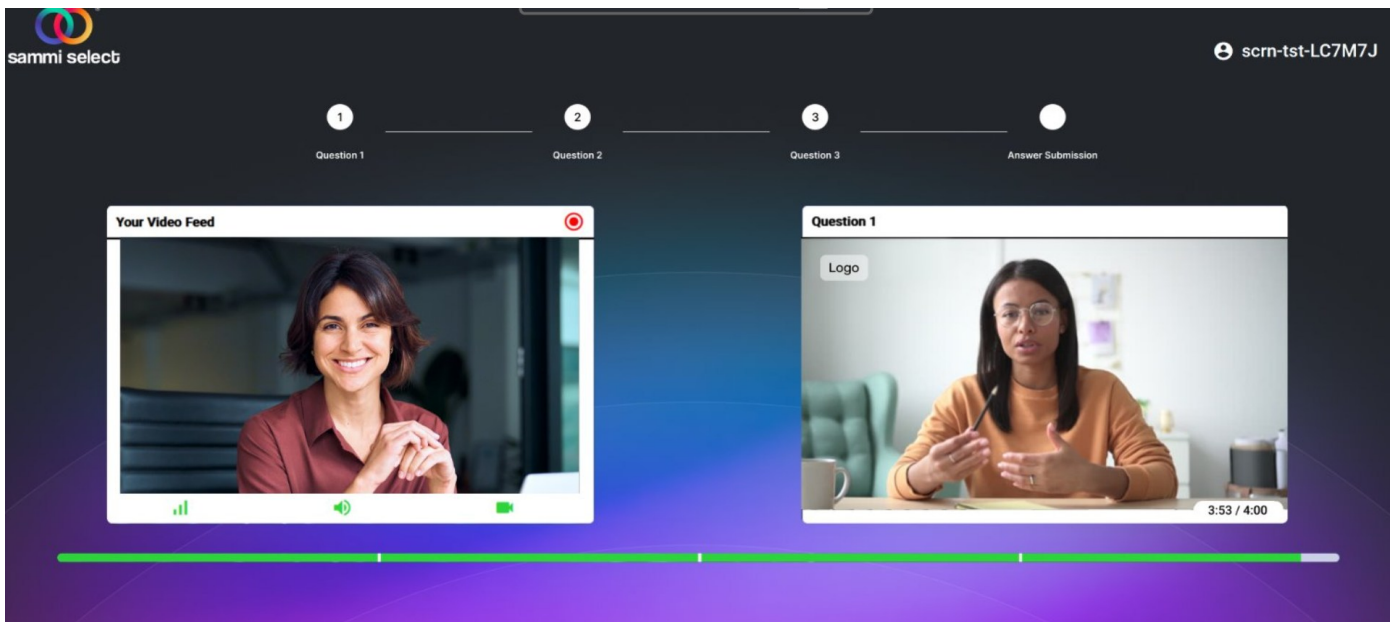 sammi select
scrn-tst-LC7M7J
1
2
3
Question 1
Question 2
Question 3
Answer Submission
Your Video Feed
Question 1
Logo
3:53 / 4:00